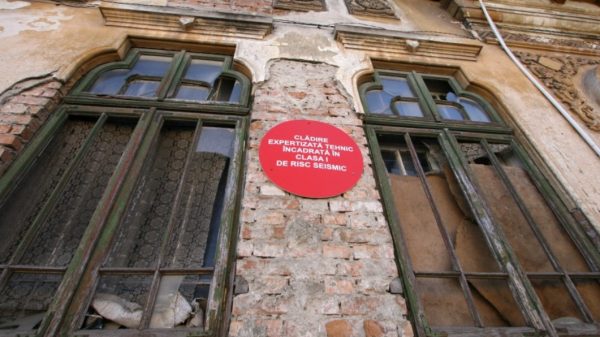 CLĂDIRE
EXPERTIZATĂ TEHNIC
ÎNCADRATĂ ÎN
CLASA I
DE RISC SEISMIC